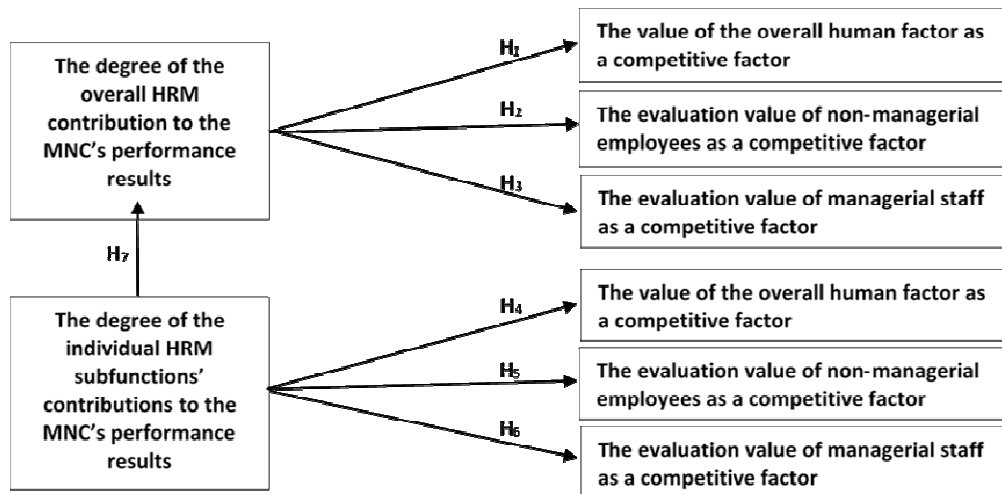 The degree of the
overall HRM
contribution to the
MNC's performance
results
H1
H2
H3
The value of the overall human factor as
a competitive factor
The evaluation value of non-managerial
employees as a competitive factor
The evaluation value of managerial staff
as a competitive factor
H7
The degree of the
individual HRM
subfunctions'
contributions to the
MNC's performance
results
H4
H5
H6
The value of the overall human factor as
a competitive factor
The evaluation value of non-managerial
employees as a competitive factor
The evaluation value of managerial staff
as a competitive factor